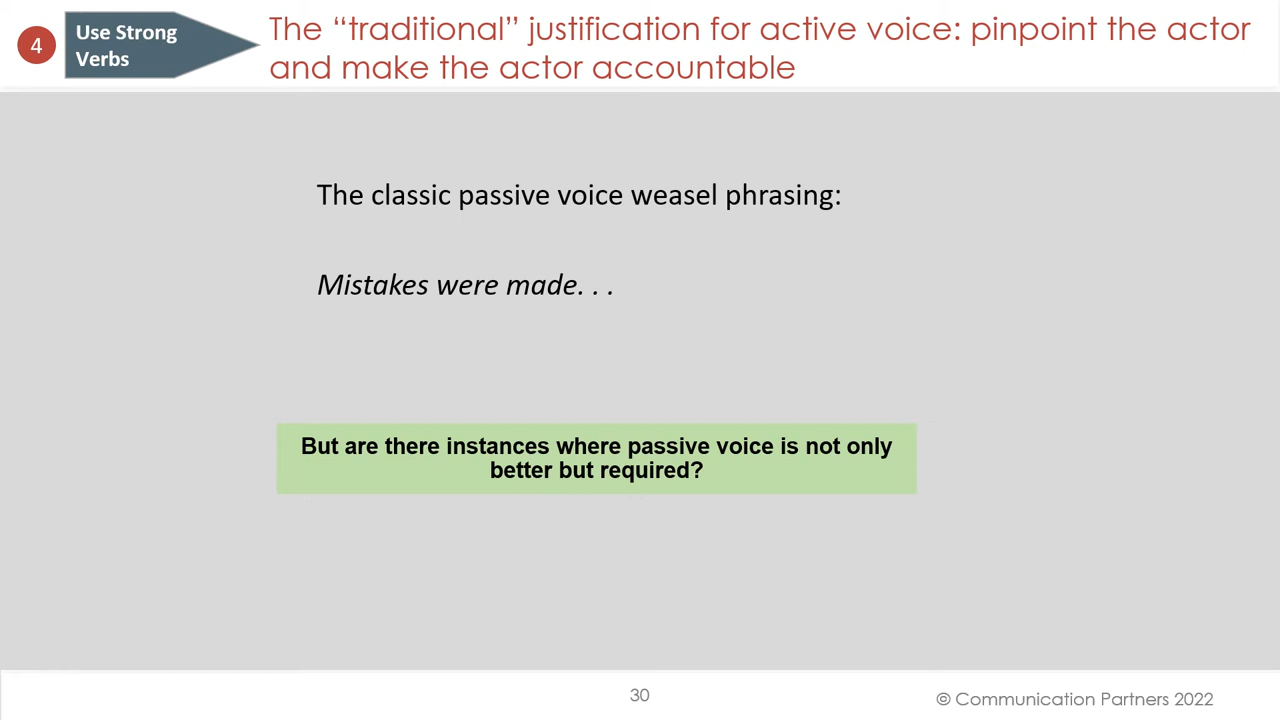 4
Use Strong
Verbs
The “traditional” justification for active voice: pinpoint the actor
and make the actor accountable
The classic passive voice weasel phrasing:
Mistakes were made. . .
But are there instances where passive voice is not only
better but required?
30
© Communication Partners 2022